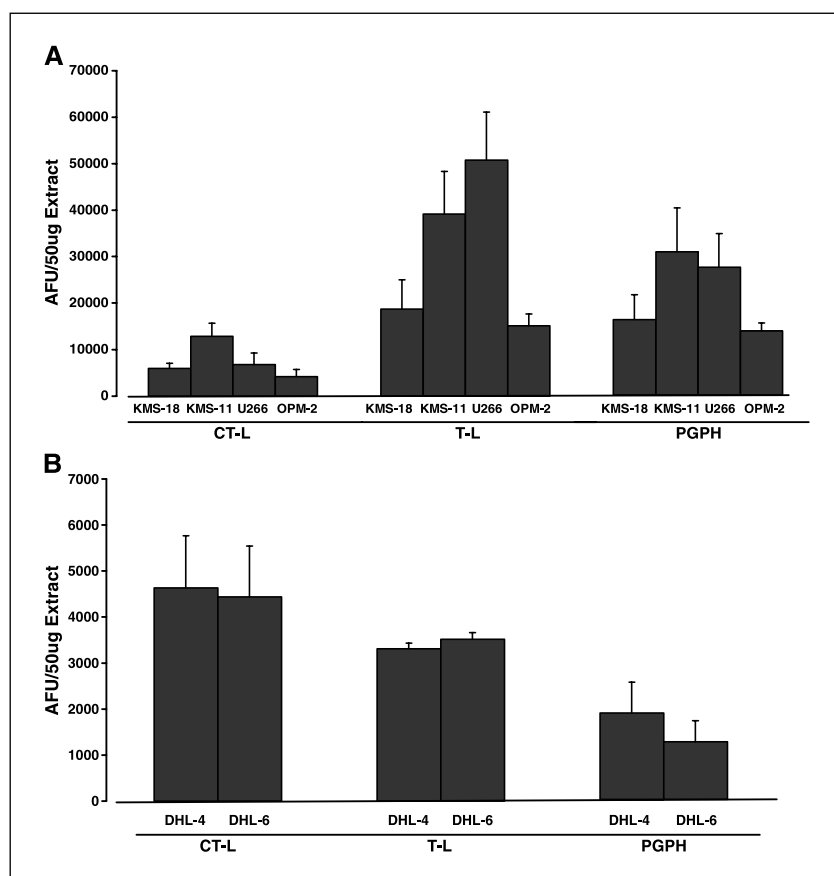 A
70000
60000
50000
40000
30000
20000
10000
0
AFU/50ug Extract
KMS-18 KMS-11 U266 OPM-2 KMS-18 KMS-11 U266 OPM-2 KMS-18 KMS-11 U266 OPM-2
CT-L T-L PGPH
B
7000
6000
5000
4000
3000
2000
1000
0
AFU/50ug Extract
DHL-4 DHL-6 DHL-4 DHL-6 DHL-4 DHL-6
CT-L T-L PGPH